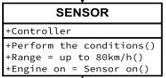 SENSOR
+Controller
+Perform the conditions()
+Range = up to 80km/h()
+Engine on = Sensor on()